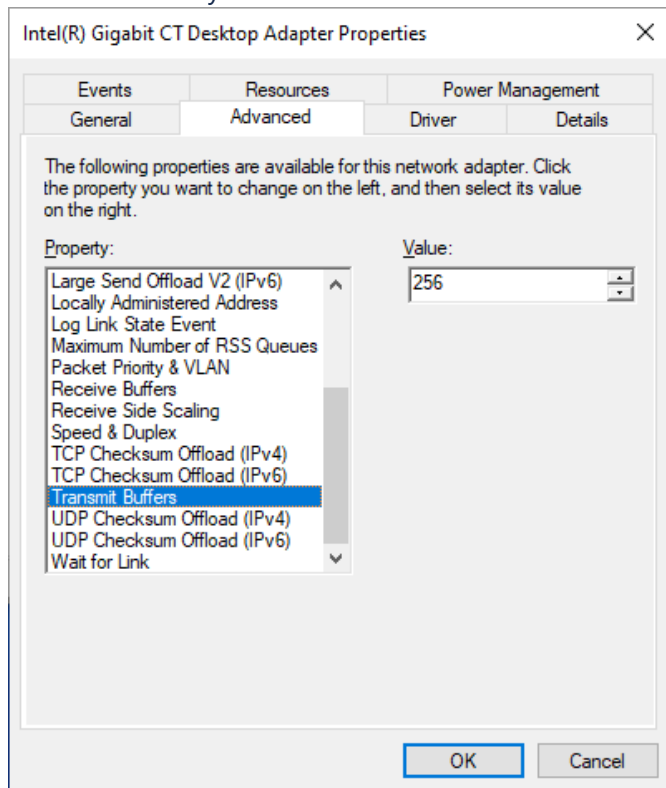 Intel(R) Gigabit CT Desktop Adapter Properties
Events Resources Power Management
General Advanced Driver Details
The following properties are available for this network adapter. Click
the property you want to change on the left, and then select its value
on the right.
Property: Value:
Large Send Offload V2 (IPv6) 256
Locally Administered Address
Log Link State Event
Maximum Number of RSS Queues
Packet Priority & VLAN
Receive Buffers
Receive Side Scaling
Speed & Duplex
TCP Checksum Offload (IPv4)
TCP Checksum Offload (IPv6)
Transmit Buffers
UDP Checksum Offload (IPv4)
UDP Checksum Offload (IPv6)
Wait for Link
OK Cancel